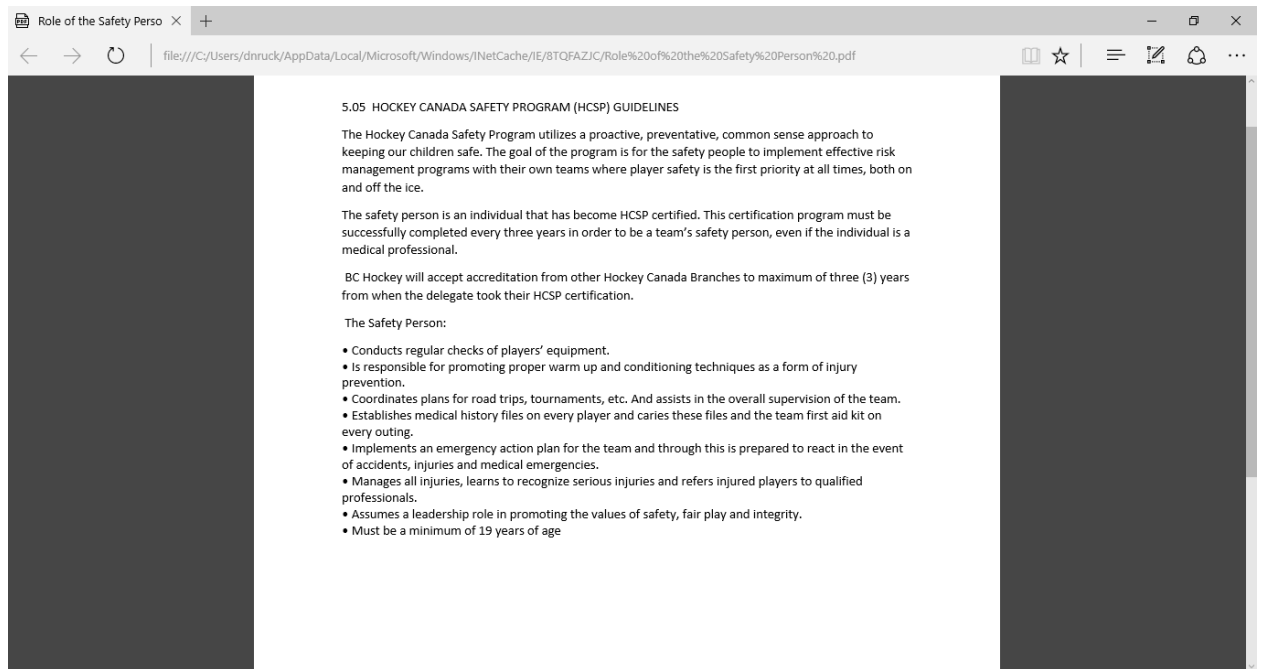 Role of the Safety Perso
file:///C:/Users/dnruck/AppData/Local/Microsoft/Windows/INetCache/IE/8TQFAZJC/Role%20of%20the%20Safety%20Person%20.pdf
5.05 HOCKEY CANADA SAFETY PROGRAM (HCSP) GUIDELINES
The Hockey Canada Safety Program utilizes a proactive, preventative, common sense approach to
keeping our children safe. The goal of the program is for the safety people to implement effective risk
management programs with their own teams where player safety is the first priority at all times, both on
and off the ice.
The safety person is an individual that has become HCSP certified. This certification program must be
successfully completed every three years in order to be a team's safety person, even if the individual is a
medical professional.
BC Hockey will accept accreditation from other Hockey Canada Branches to maximum of three (3) years
from when the delegate took their HCSP certification.
The Safety Person:
• Conducts regular checks of players' equipment.
• Is responsible for promoting proper warm up and conditioning techniques as a form of injury
prevention.
• Coordinates plans for road trips, tournaments, etc. And assists in the overall supervision of the team.
• Establishes medical history files on every player and caries these files and the team first aid kit on
every outing.
• Implements an emergency action plan for the team and through this is prepared to react in the event
of accidents, injuries and medical emergencies.
• Manages all injuries, learns to recognize serious injuries and refers injured players to qualified
professionals.
• Assumes a leadership role in promoting the values of safety, fair play and integrity.
• Must be a minimum of 19 years of age